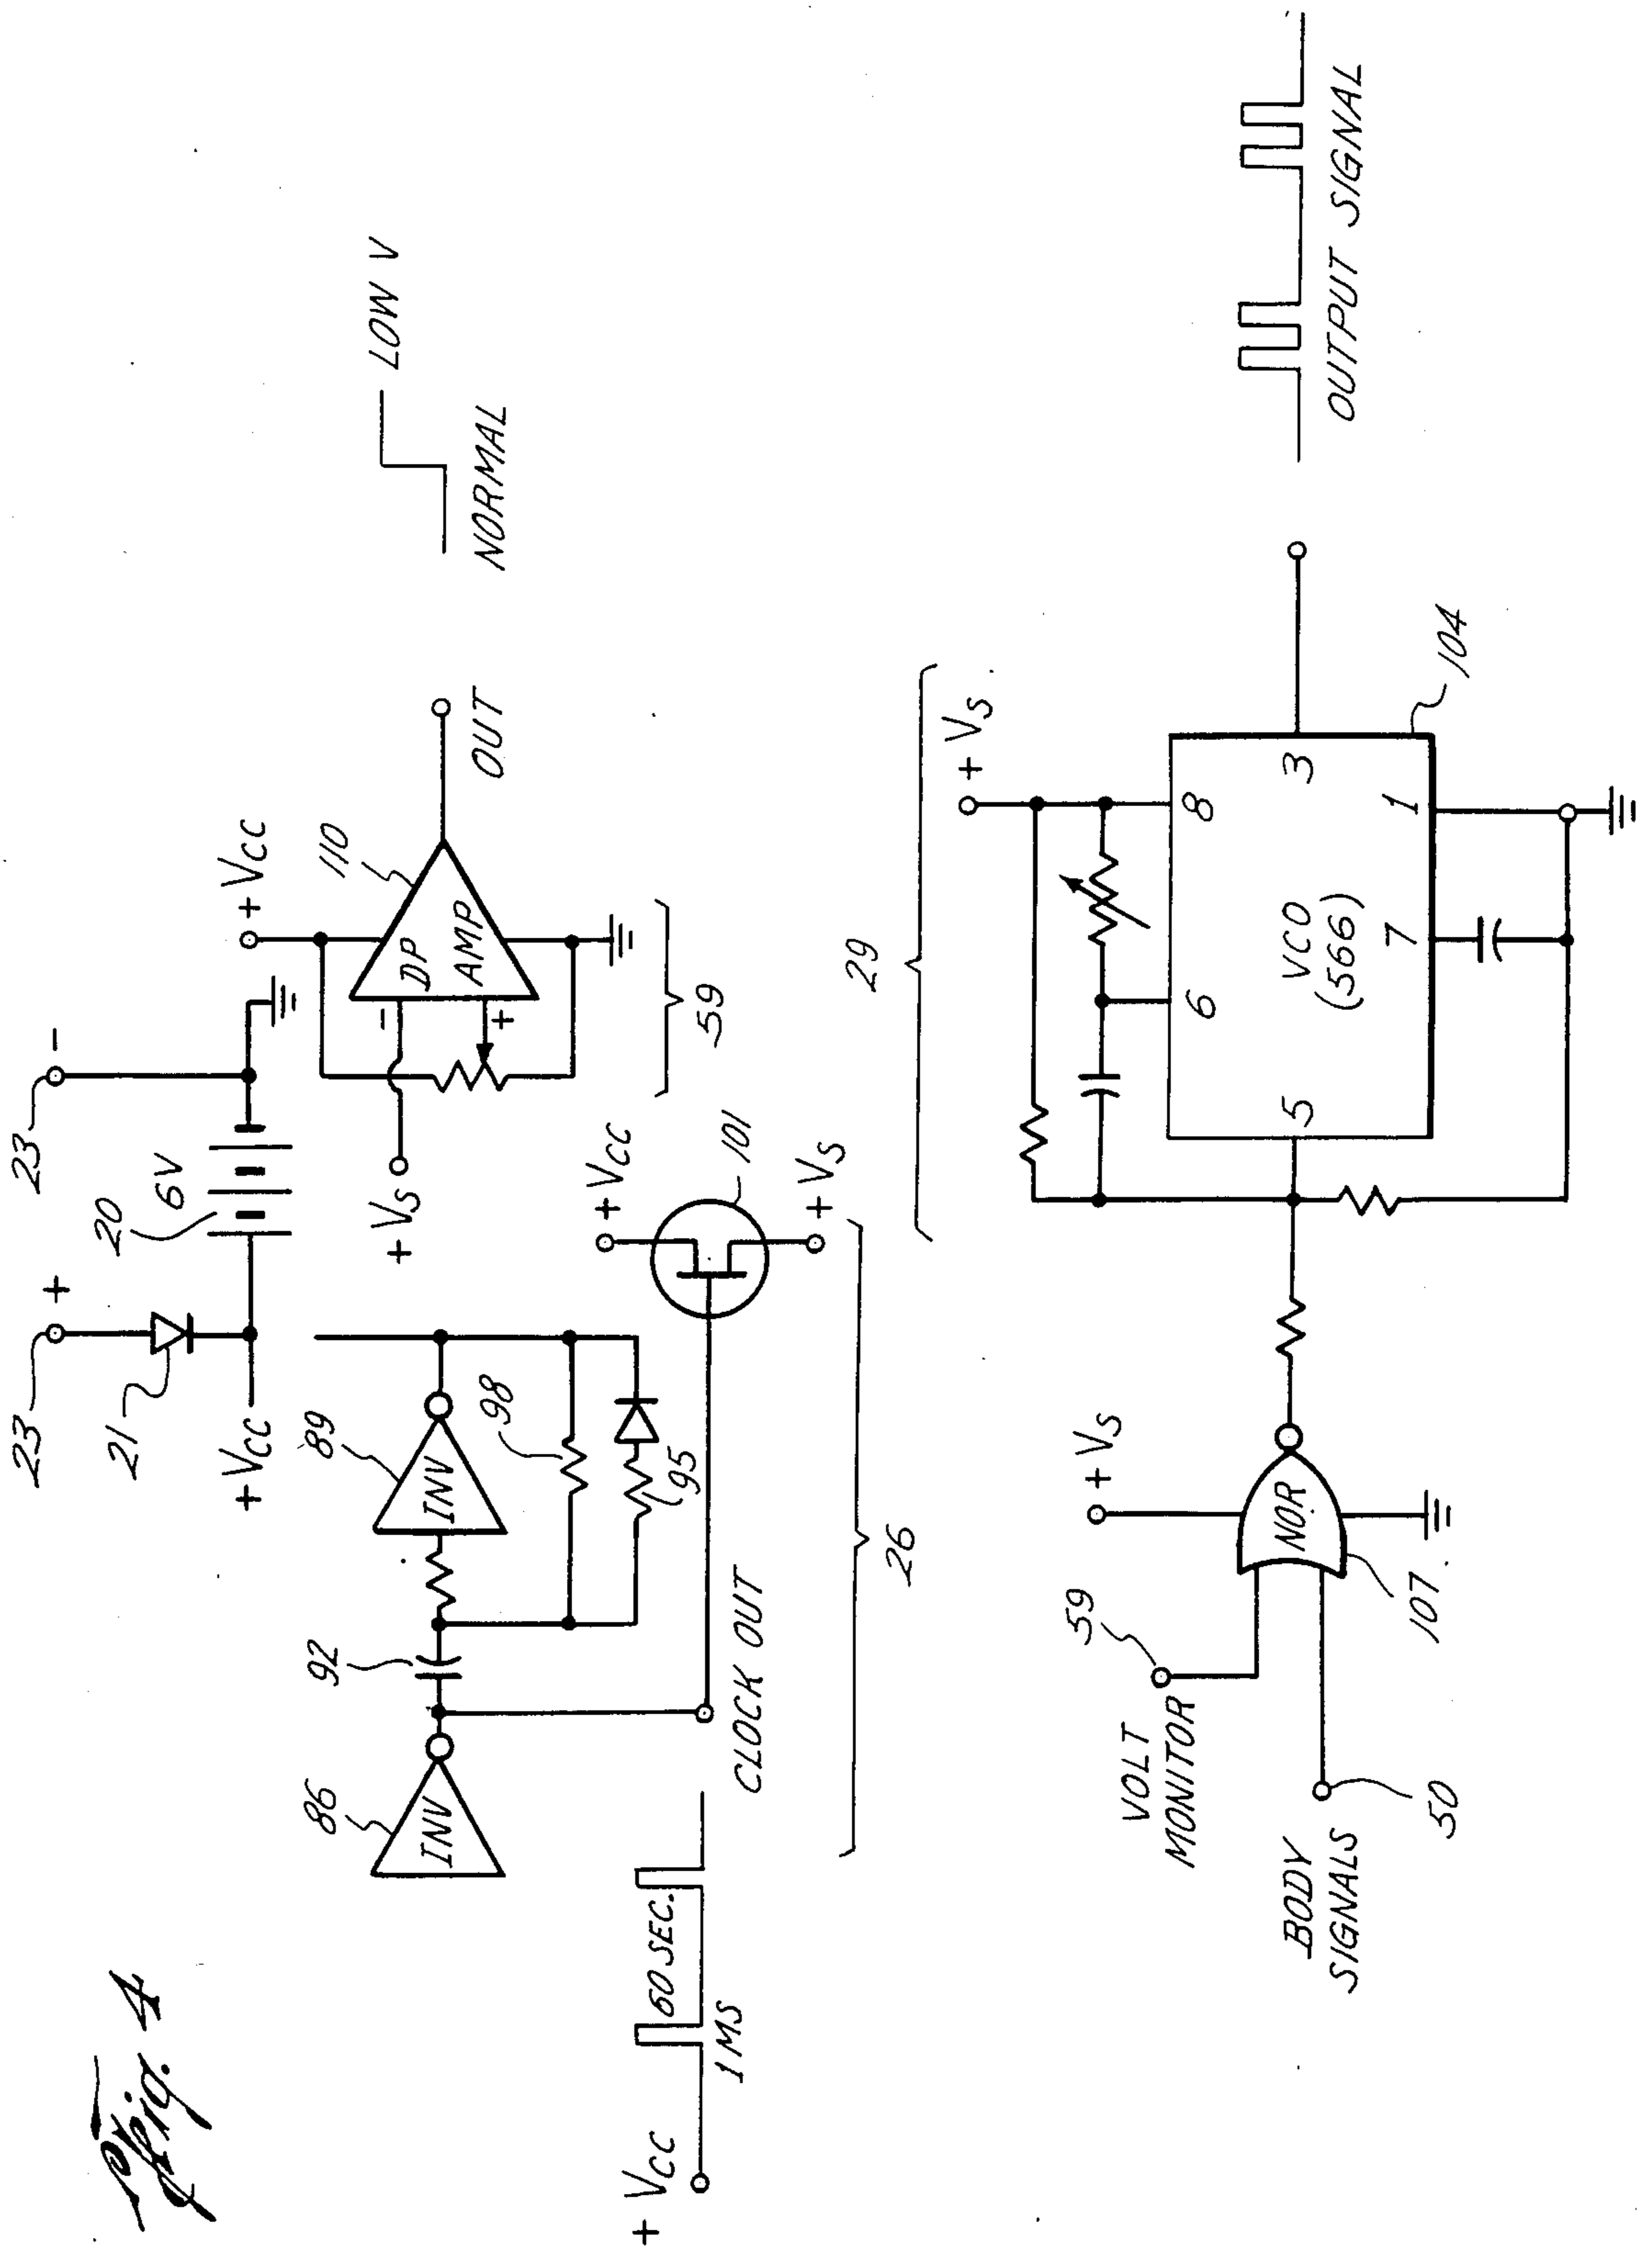 Fig. 4
23
+
23
-
21
20
6V
+ VCC
+ VCC
110
DP
AMP
-
+
+ VS
OUT
59
LOW V
NORMAL
86
INV
92
89
INV
98
95
+ VCC
101
+ VS
+ VCC
60 SEC.
1 MS
CLOCK OUT
26
29
+ VS
8
6
5
3
7
1
VCO
(566)
104
VOLT
MONITOR
59
+ VS
NOR
107
BODY
SIGNALS
50
OUTPUT SIGNAL